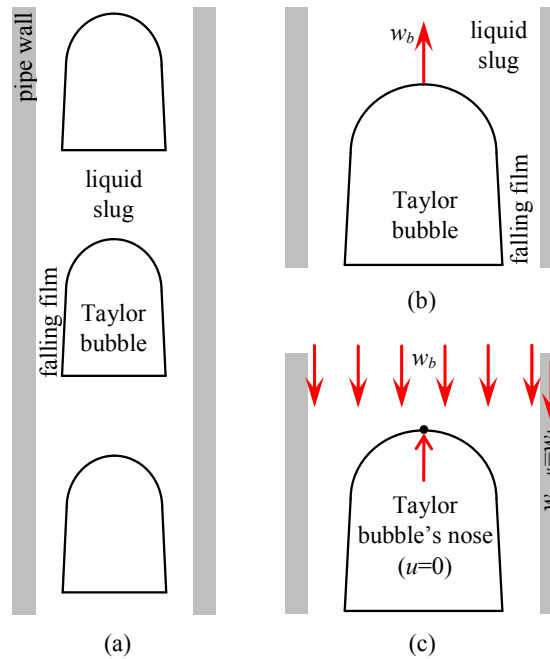 pipe wall
liquid
slug
falling film
Taylor
bubble
(a)
w_b
liquid
slug
Taylor
bubble
falling film
(b)
w_b
Taylor
bubble's nose
(u=0)
(c)